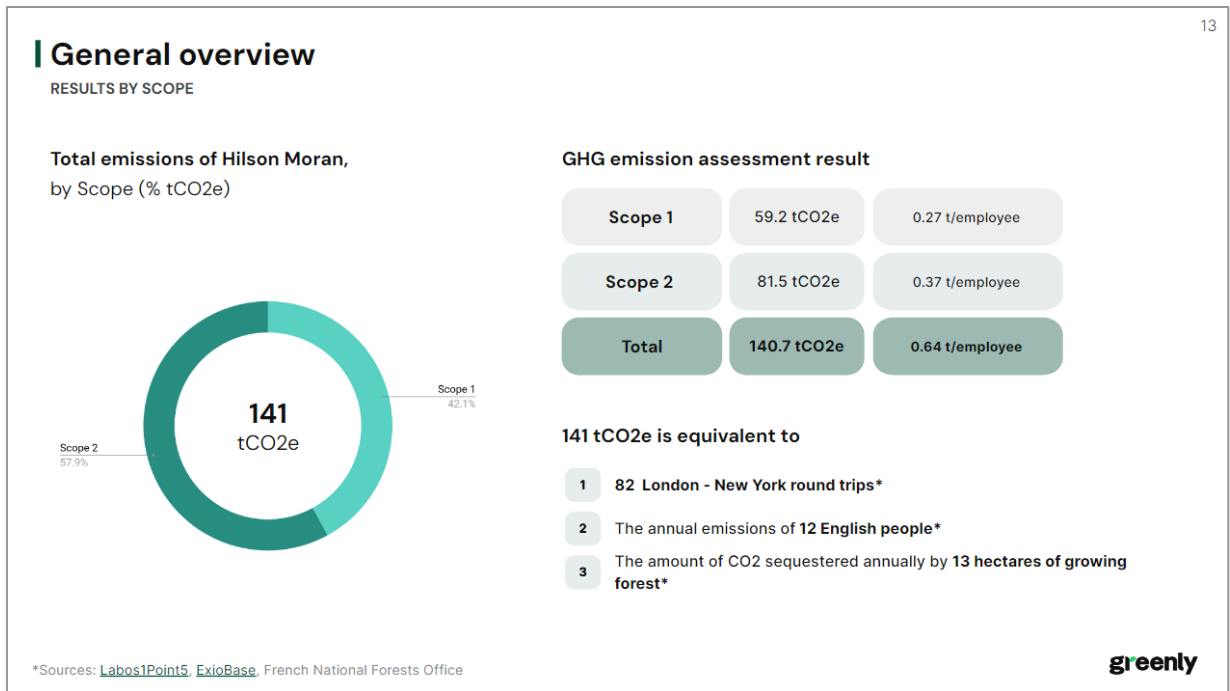 13
General overview
RESULTS BY SCOPE
Total emissions of Hilson Moran,
by Scope (% tCO2e)
141
tCO2e
Scope 1
42.1%
Scope 2
57.9%
GHG emission assessment result
Scope 1 59.2 tCO2e 0.27 t/employee
Scope 2 81.5 tCO2e 0.37 t/employee
Total 140.7 tCO2e 0.64 t/employee
141 tCO2e is equivalent to
1 82 London - New York round trips*
2 The annual emissions of 12 English people*
3 The amount of CO2 sequestered annually by 13 hectares of growing
forest*
*Sources: Labos1Point5, ExioBase, French National Forests Office
greenly